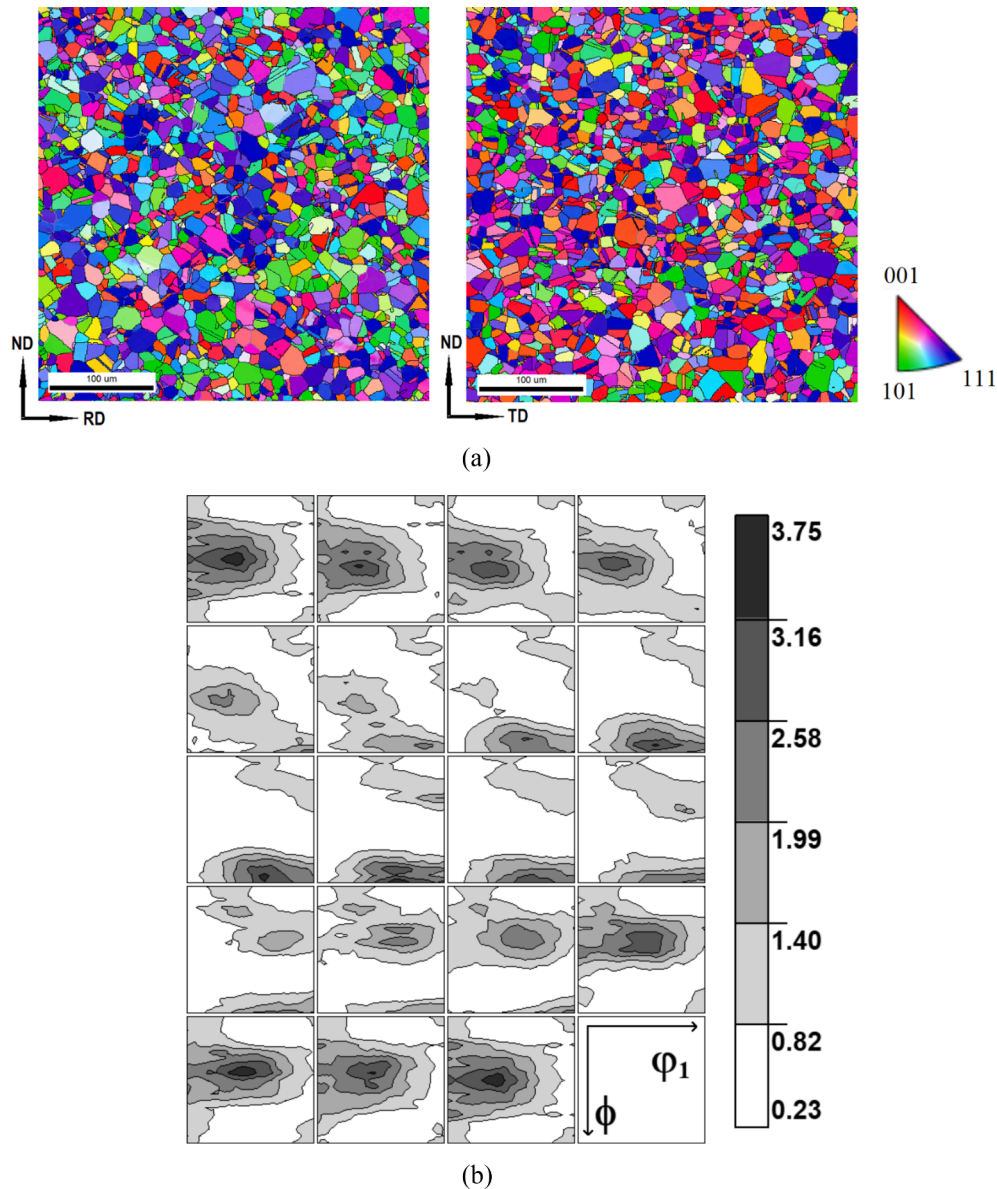 ND
100 um
RD
ND
100 um
TD
001
101
111
(a)
3.75
3.16
2.58
1.99
1.40
0.82
0.23
φ₁
ϕ
(b)